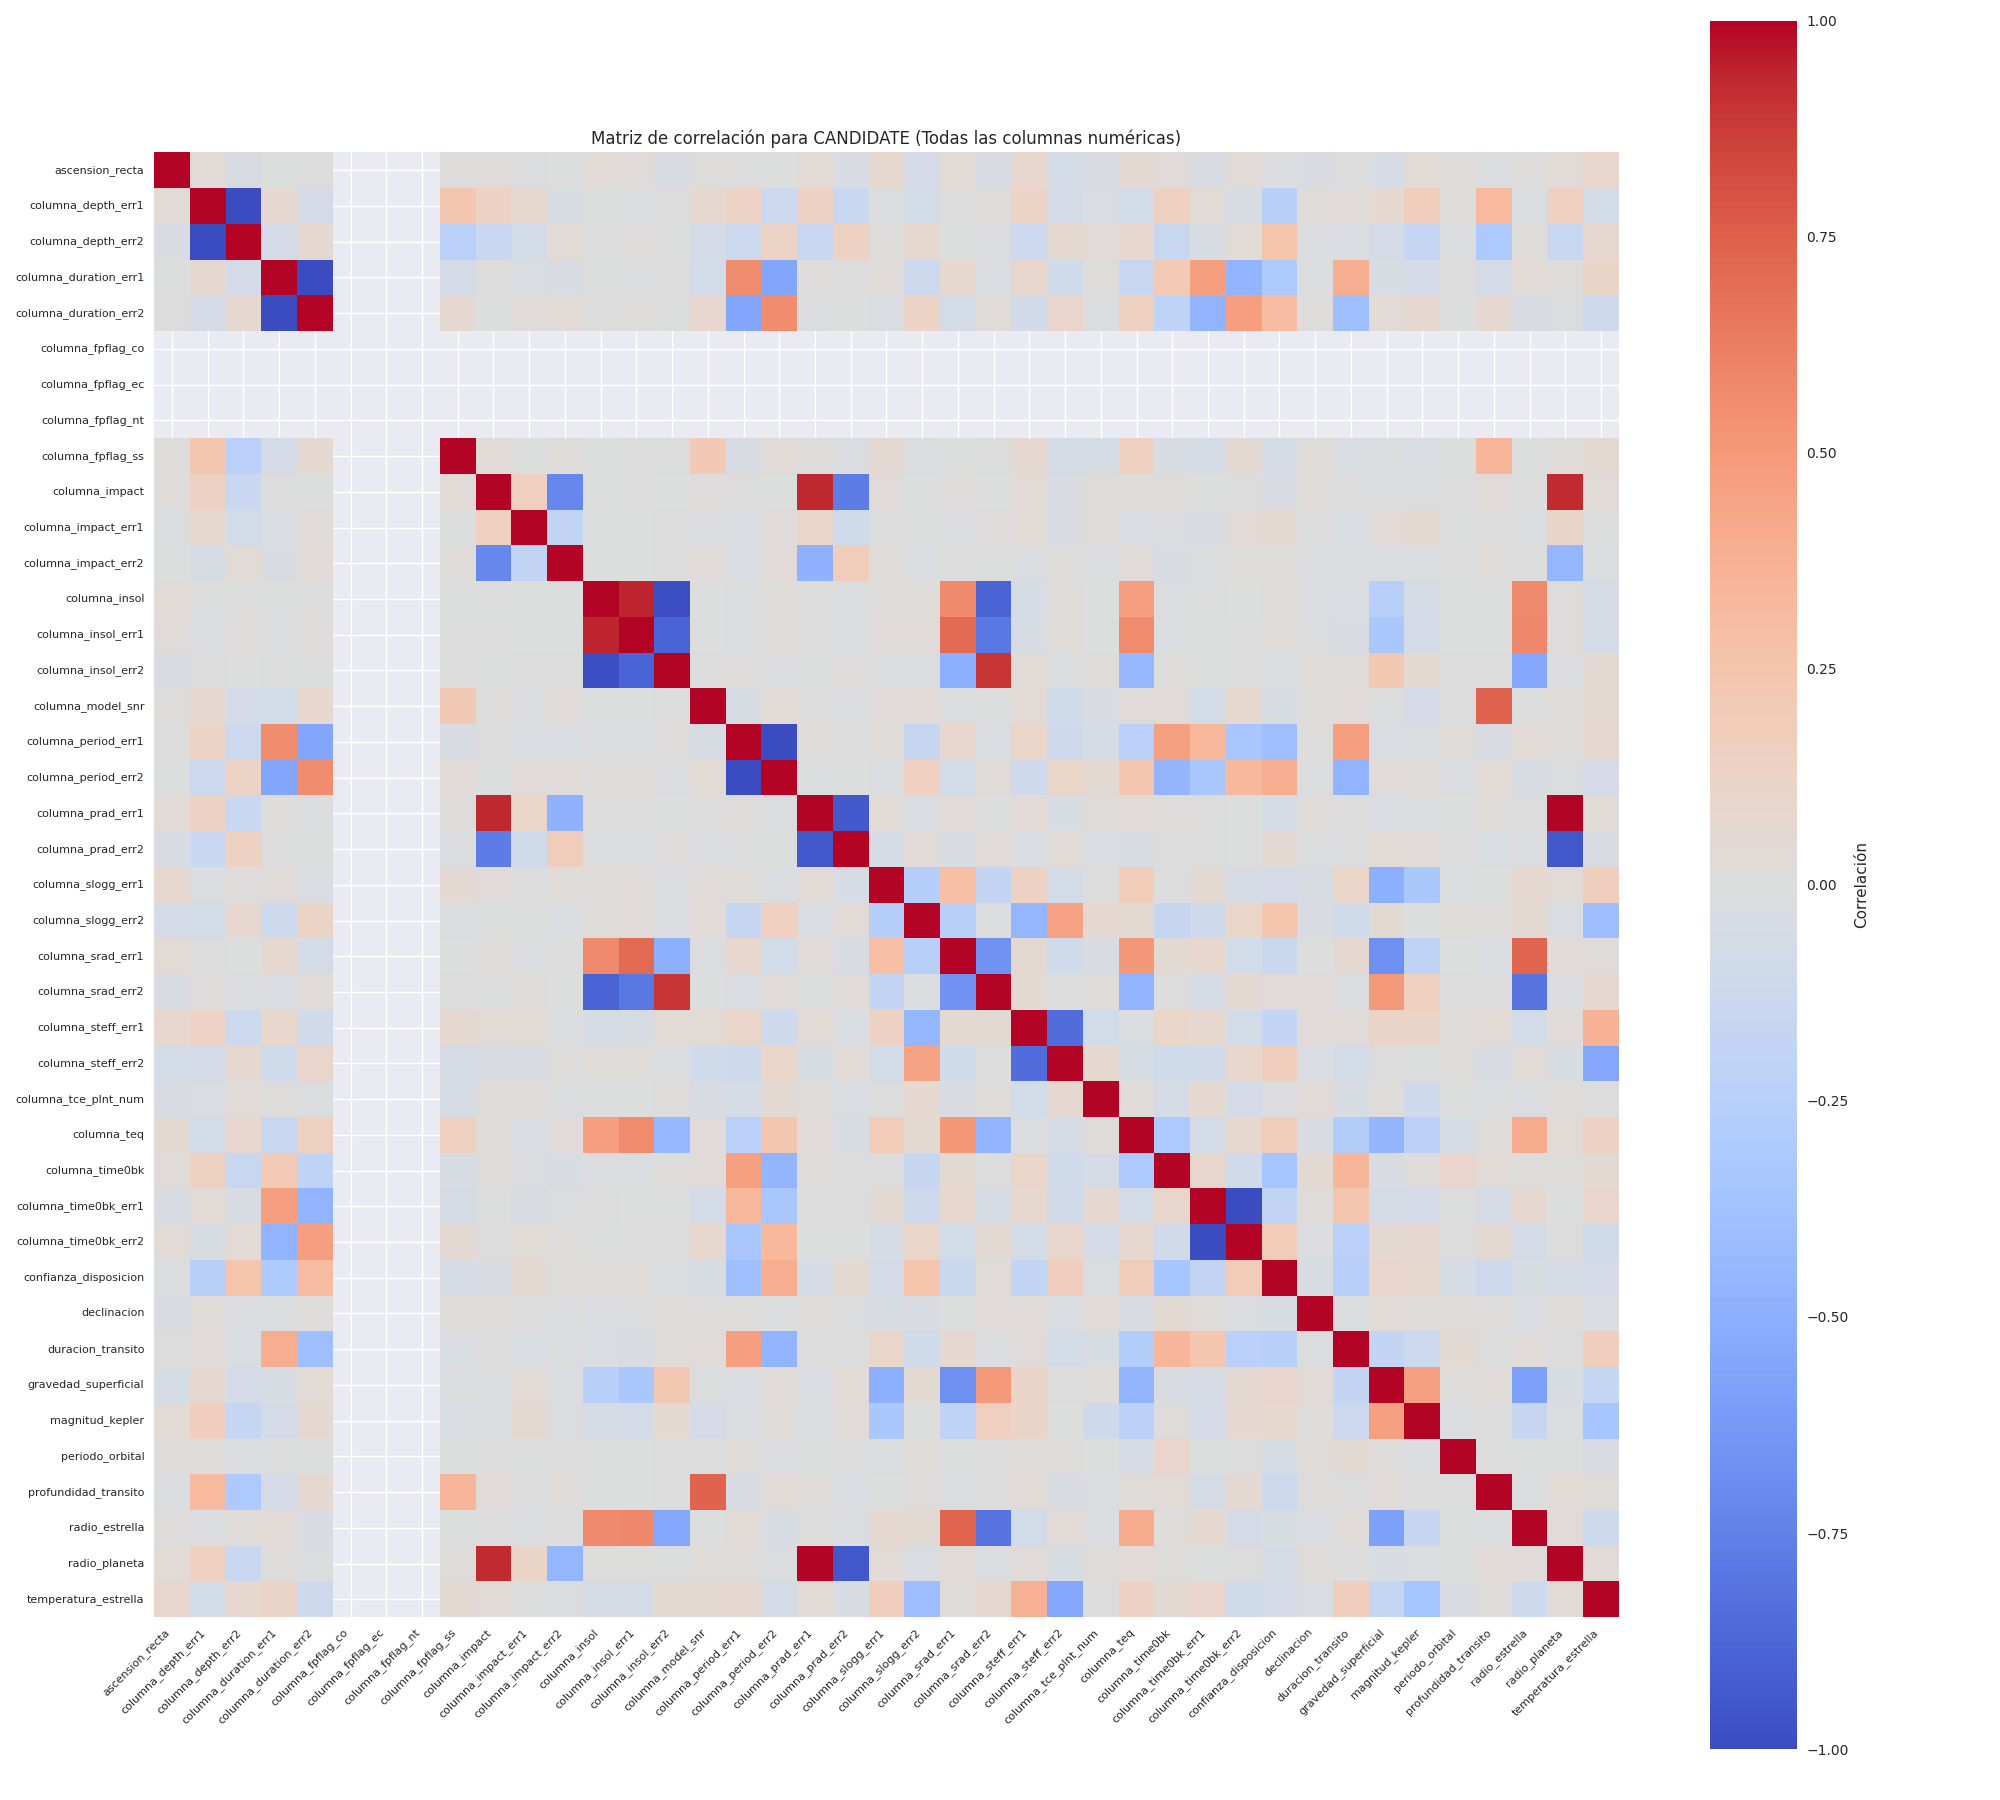 Matriz de correlación para CANDIDATE (Todas las columnas numéricas)
ascension_recta
columna_depth_err1
columna_depth_err2
columna_duration_err1
columna_duration_err2
columna_fpflag_co
columna_fpflag_ec
columna_fpflag_nt
columna_fpflag_ss
columna_impact
columna_impact_err1
columna_impact_err2
columna_insol
columna_insol_err1
columna_insol_err2
columna_model_snr
columna_period_err1
columna_period_err2
columna_prad_err1
columna_prad_err2
columna_slogg_err1
columna_slogg_err2
columna_srad_err1
columna_srad_err2
columna_steff_err1
columna_steff_err2
columna_tce_plnt_num
columna_teq
columna_time0bk
columna_time0bk_err1
columna_time0bk_err2
confianza_disposicion
declinacion
duracion_transito
gravedad_superficial
magnitud_kepler
periodo_orbital
profundidad_transito
radio_estrella
radio_planeta
temperatura_estrella
ascension_recta
columna_depth_err1
columna_depth_err2
columna_duration_err1
columna_duration_err2
columna_fpflag_co
columna_fpflag_ec
columna_fpflag_nt
columna_fpflag_ss
columna_impact
columna_impact_err1
columna_impact_err2
columna_insol
columna_insol_err1
columna_insol_err2
columna_model_snr
columna_period_err1
columna_period_err2
columna_prad_err1
columna_prad_err2
columna_slogg_err1
columna_slogg_err2
columna_srad_err1
columna_srad_err2
columna_steff_err1
columna_steff_err2
columna_tce_plnt_num
columna_teq
columna_time0bk
columna_time0bk_err1
columna_time0bk_err2
confianza_disposicion
declinacion
duracion_transito
gravedad_superficial
magnitud_kepler
periodo_orbital
profundidad_transito
radio_estrella
radio_planeta
temperatura_estrella
1.00
0.75
0.50
0.25
0.00
−0.25
−0.50
−0.75
−1.00
Correlación